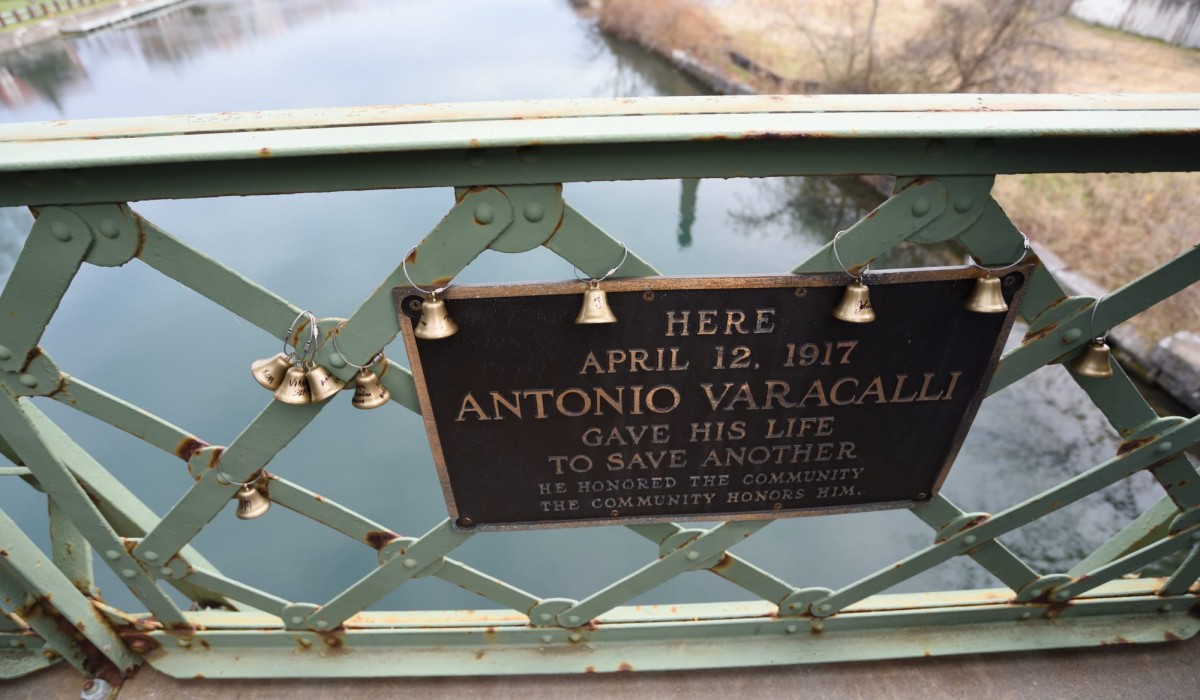 HERE
APRIL 12, 1917
ANTONIO VARACALLI
GAVE HIS LIFE
TO SAVE ANOTHER
HE HONORED THE COMMUNITY
THE COMMUNITY HONORS HIM.